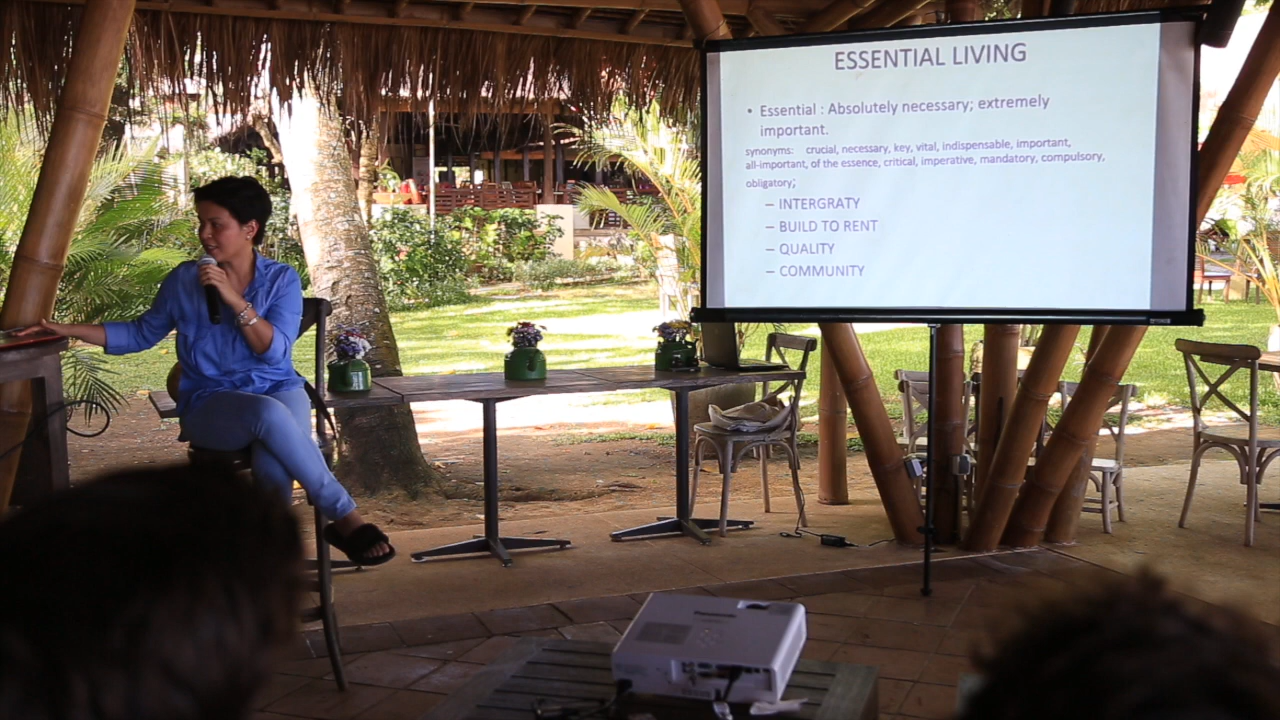 ESSENTIAL LIVING
• Essential : Absolutely necessary; extremely
important.
synonyms: crucial, necessary, key, vital, indispensable, important,
all-important, of the essence, critical, imperative, mandatory, compulsory,
obligatory;
– INTERGRATY
– BUILD TO RENT
– QUALITY
– COMMUNITY
Panasonic